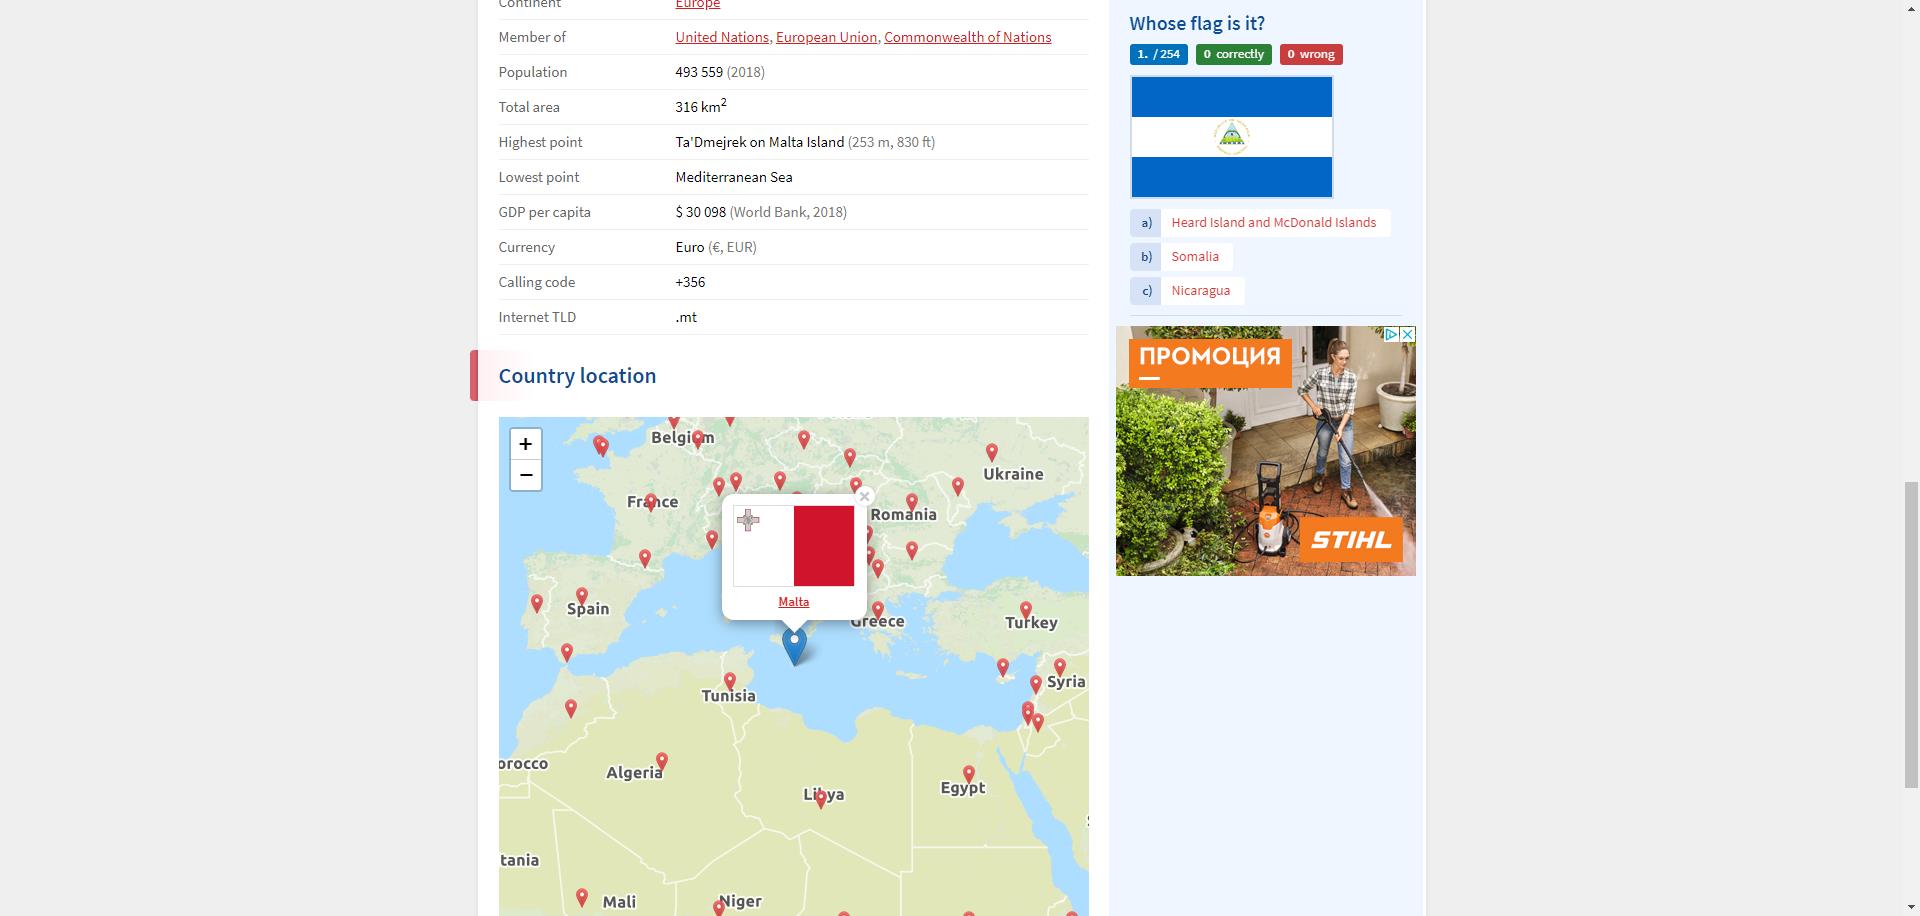 Continent Europe
Member of United Nations, European Union, Commonwealth of Nations
Population 493 559 (2018)
Total area 316 km2
Highest point Ta'Dmejrek on Malta Island (253 m, 830 ft)
Lowest point Mediterranean Sea
GDP per capita $ 30 098 (World Bank, 2018)
Currency Euro (€, EUR)
Calling code +356
Internet TLD .mt
Country location
+
−
Belgium
Ukraine
France
Romania
Malta
Spain
Greece
Turkey
Syria
Tunisia
orocco
Algeria
Libya
Egypt
tania
Mali
Niger
Whose flag is it?
1. / 254 0 correctly 0 wrong
a) Heard Island and McDonald Islands
b) Somalia
c) Nicaragua
ПРОМОЦИЯ
STIHL